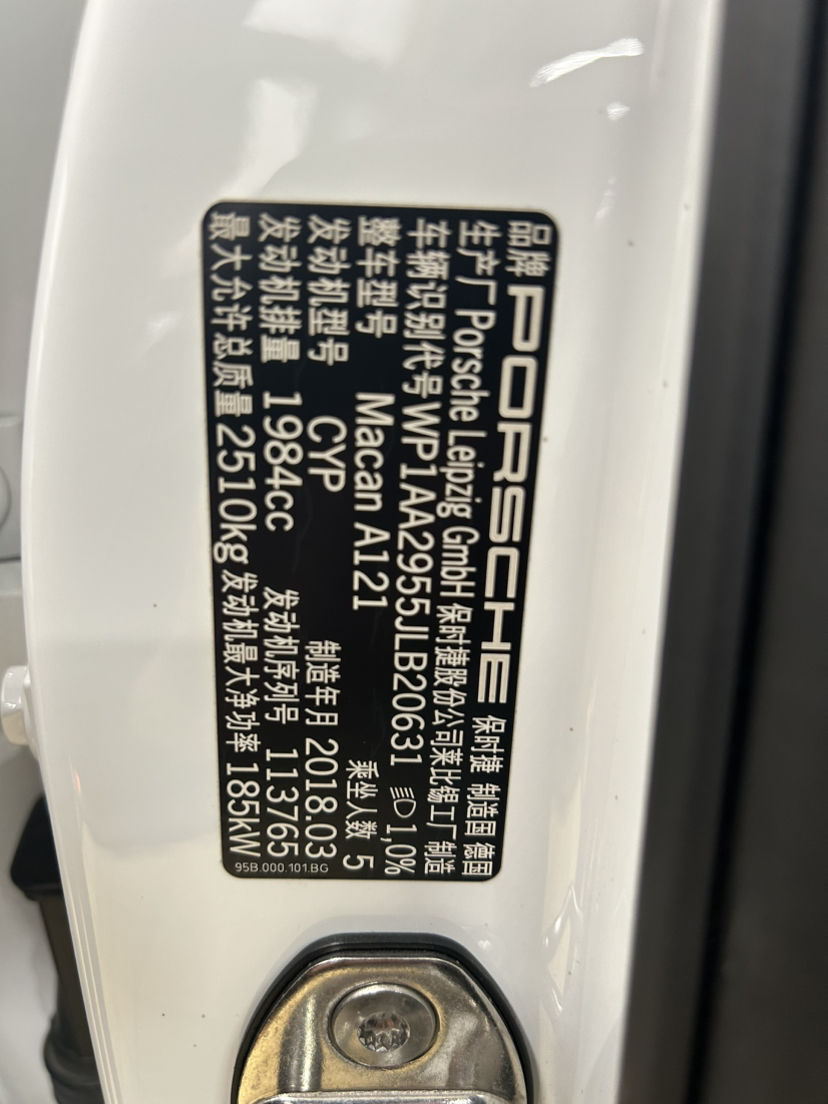 品牌 PORSCHE 保时捷 制造国 德国
生产厂 Porsche Leipzig GmbH 保时捷股份公司莱比锡工厂制造
车辆识别代号 WP1AA2955JLB20631 1,0%
整车型号 Macan A121 乘坐人数 5
发动机型号 CYP 制造年月 2018.03
发动机排量 1984cc 发动机序列号 113765
最大允许总质量 2510kg 发动机最大净功率 185kW
95B.000.101.BG